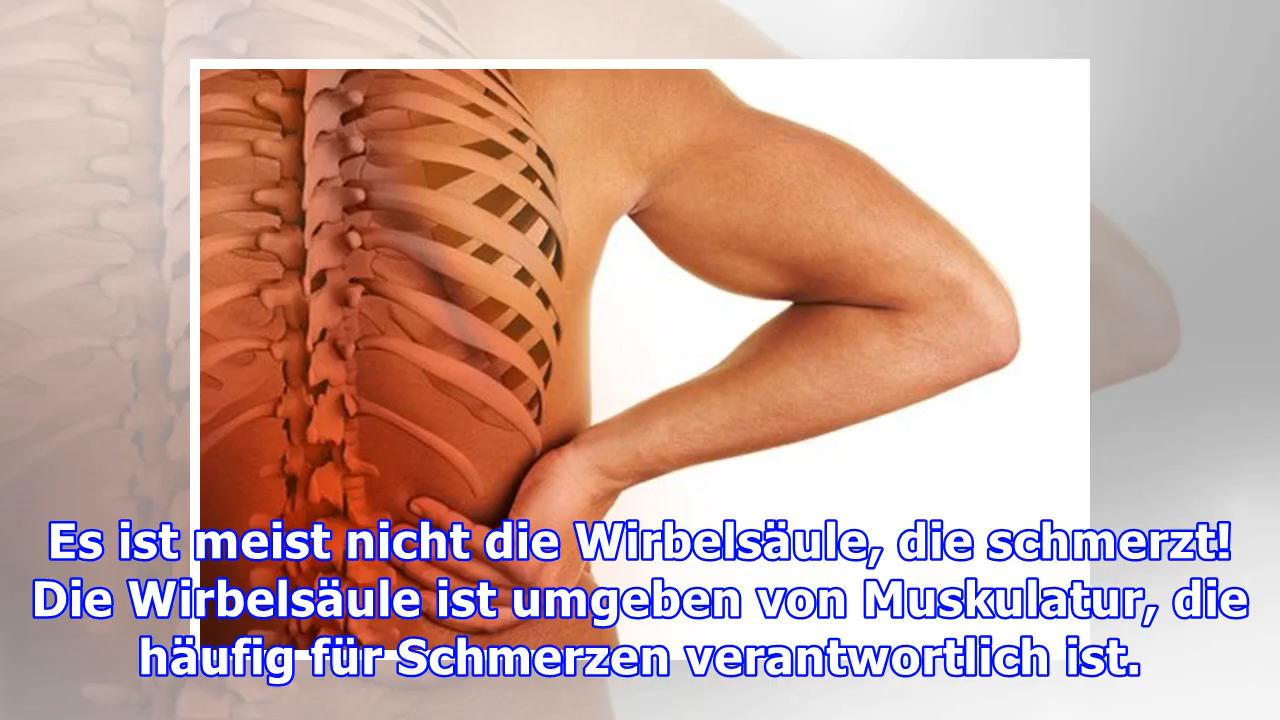 Es ist meist nicht die Wirbelsäule, die schmerzt!
Die Wirbelsäule ist umgeben von Muskulatur, die
häufig für Schmerzen verantwortlich ist.